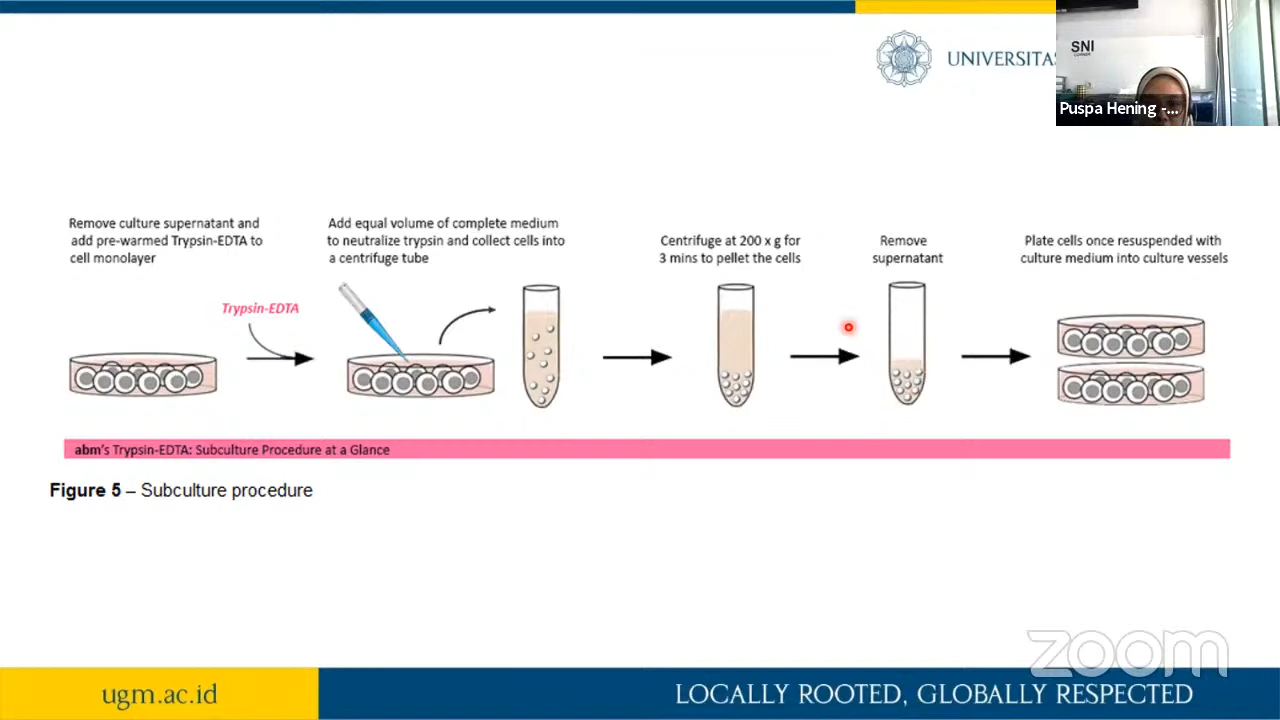 UNIVERSITAS
SNI
Puspa Hening -...
Remove culture supernatant and
add pre-warmed Trypsin-EDTA to
cell monolayer
Add equal volume of complete medium
to neutralize trypsin and collect cells into
a centrifuge tube
Centrifuge at 200 x g for
3 mins to pellet the cells
Remove
supernatant
Plate cells once resuspended with
culture medium into culture vessels
Trypsin-EDTA
abm's Trypsin-EDTA: Subculture Procedure at a Glance
Figure 5 – Subculture procedure
zoom
ugm.ac.id
LOCALLY ROOTED, GLOBALLY RESPECTED